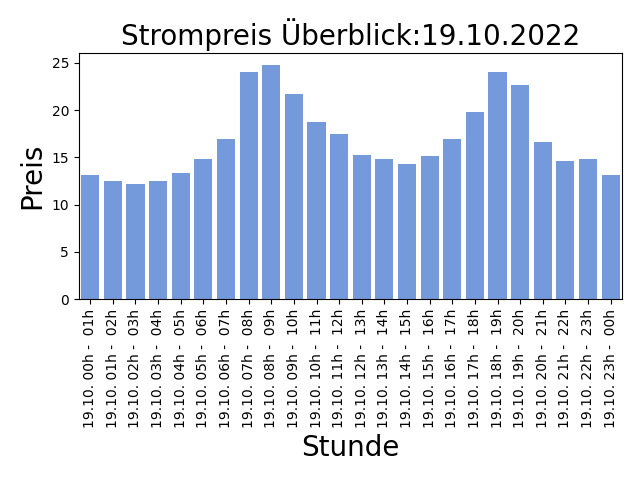 Strompreis Überblick:19.10.2022
Preis
25
20
15
10
5
0
19.10. 00h -   01h
19.10. 01h -   02h
19.10. 02h -   03h
19.10. 03h -   04h
19.10. 04h -   05h
19.10. 05h -   06h
19.10. 06h -   07h
19.10. 07h -   08h
19.10. 08h -   09h
19.10. 09h -   10h
19.10. 10h -   11h
19.10. 11h -   12h
19.10. 12h -   13h
19.10. 13h -   14h
19.10. 14h -   15h
19.10. 15h -   16h
19.10. 16h -   17h
19.10. 17h -   18h
19.10. 18h -   19h
19.10. 19h -   20h
19.10. 20h -   21h
19.10. 21h -   22h
19.10. 22h -   23h
19.10. 23h -   00h
Stunde